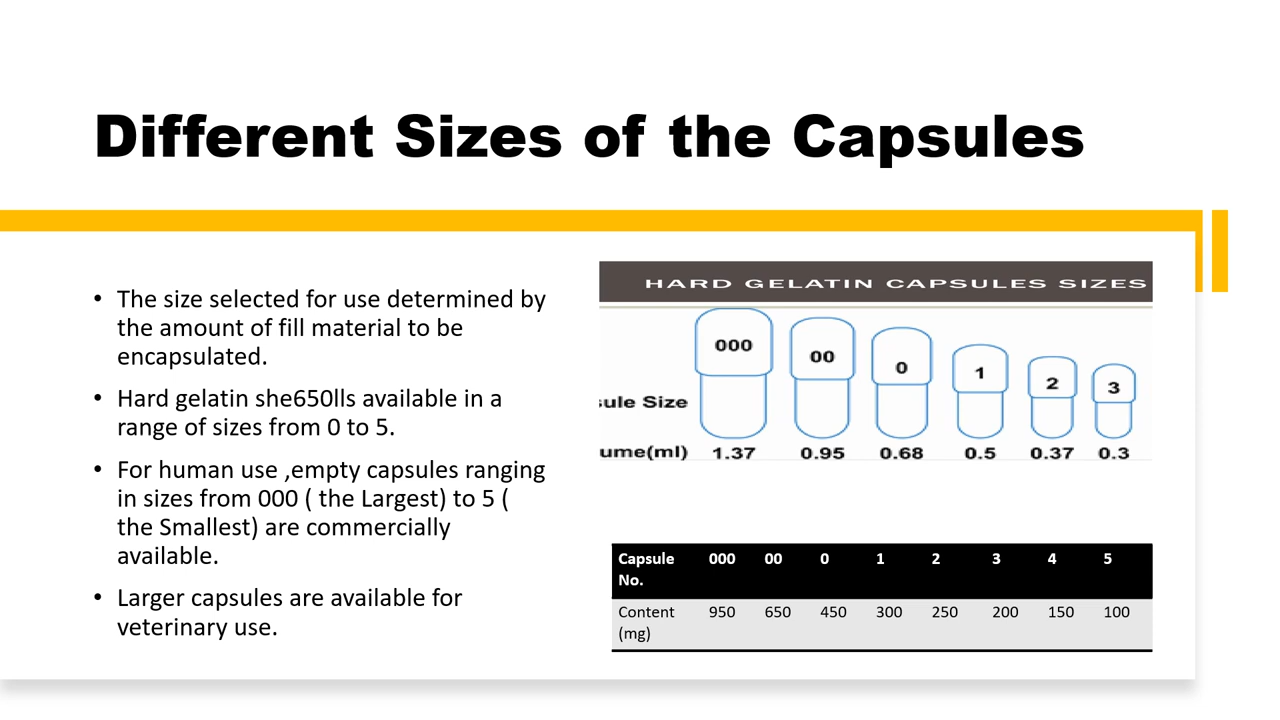 Different Sizes of the Capsules
• The size selected for use determined by
the amount of fill material to be
encapsulated.
• Hard gelatin she650lls available in a
range of sizes from 0 to 5.
• For human use ,empty capsules ranging
in sizes from 000 ( the Largest) to 5 (
the Smallest) are commercially
available.
• Larger capsules are available for
veterinary use.
HARD GELATIN CAPSULES SIZES
000 00 0 1 2 3
sule Size
ume(ml) 1.37 0.95 0.68 0.5 0.37 0.3
Capsule No. 000 00 0 1 2 3 4 5
Content (mg) 950 650 450 300 250 200 150 100